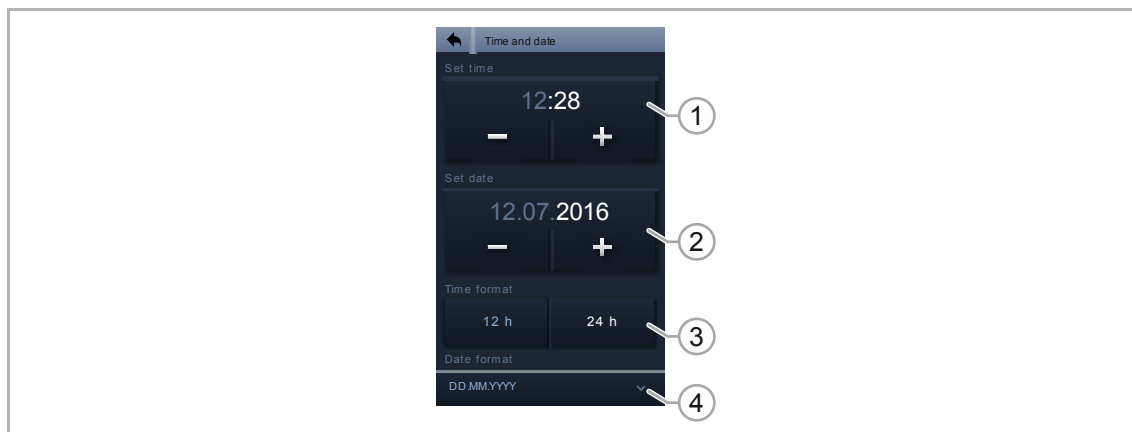 Time and date
Set time
12:28
1
− +
Set date
12.07.2016
2
− +
Time format
12 h 24 h
3
Date format
DD.MM.YYYY
4